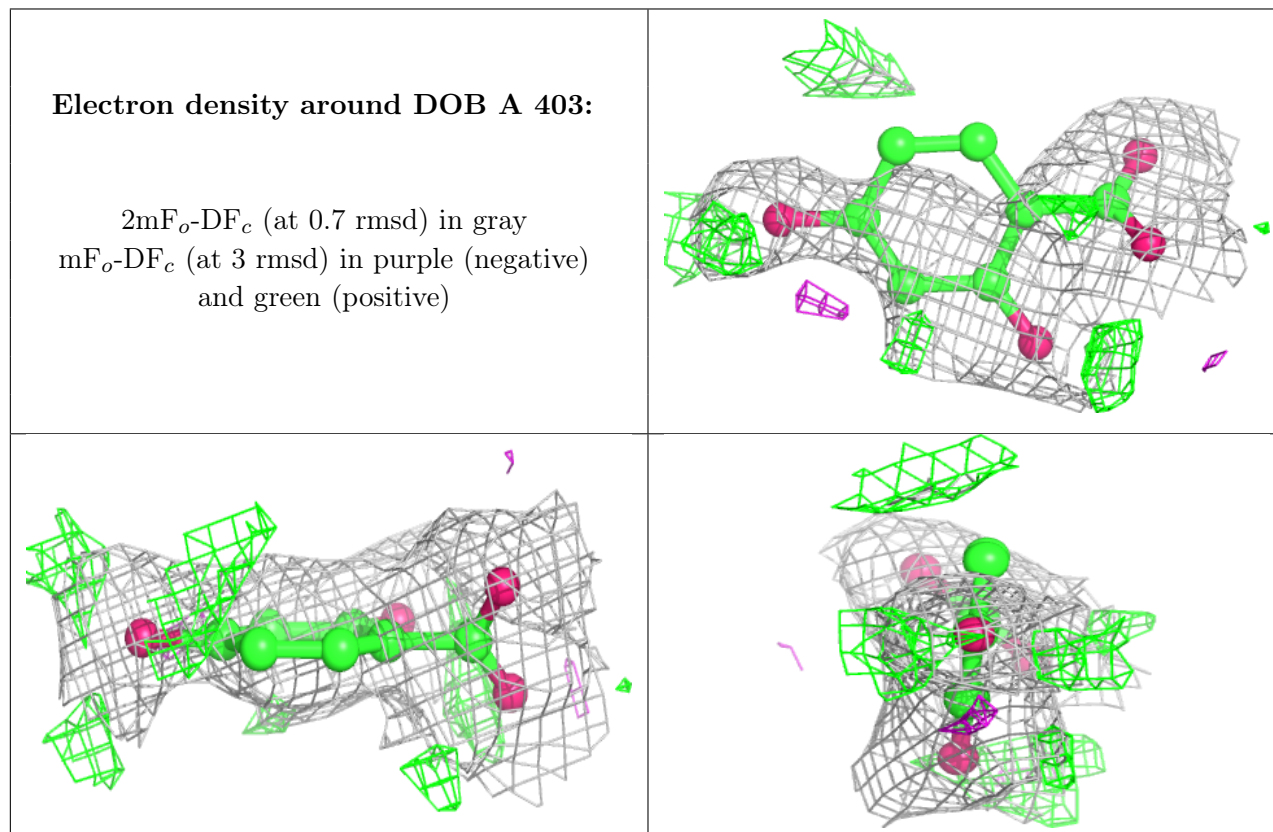 Electron density around DOB A 403:
2mFo-DFc (at 0.7 rmsd) in gray
mFo-DFc (at 3 rmsd) in purple (negative)
and green (positive)